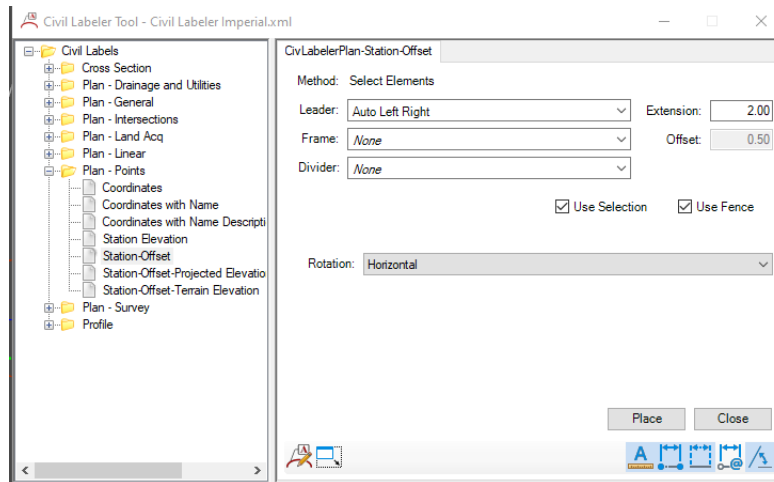 Civil Labeler Tool - Civil Labeler Imperial.xml
Civil Labels
Cross Section
Plan - Drainage and Utilities
Plan - General
Plan - Intersections
Plan - Land Acq
Plan - Linear
Plan - Points
Coordinates
Coordinates with Name
Coordinates with Name Descripti
Station Elevation
Station-Offset
Station-Offset-Projected Elevatio
Station-Offset-Terrain Elevation
Plan - Survey
Profile
CivLabelerPlan-Station-Offset
Method: Select Elements
Leader: Auto Left Right Extension: 2.00
Frame: None Offset: 0.50
Divider: None
Use Selection Use Fence
Rotation: Horizontal
Place Close